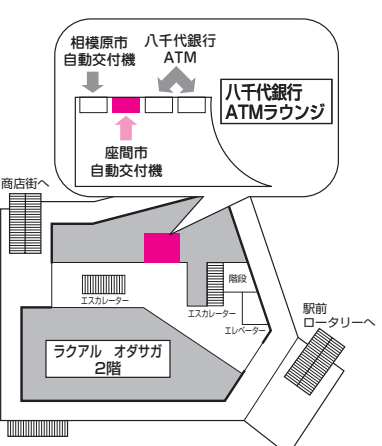 相模原市
自動交付機
八千代銀行
ATM
八千代銀行
ATMラウンジ
座間市
自動交付機
商店街へ
階段
エスカレーター
エスカレーター
エレベーター
駅前
ロータリーへ
ラクアル　オダサガ
2階